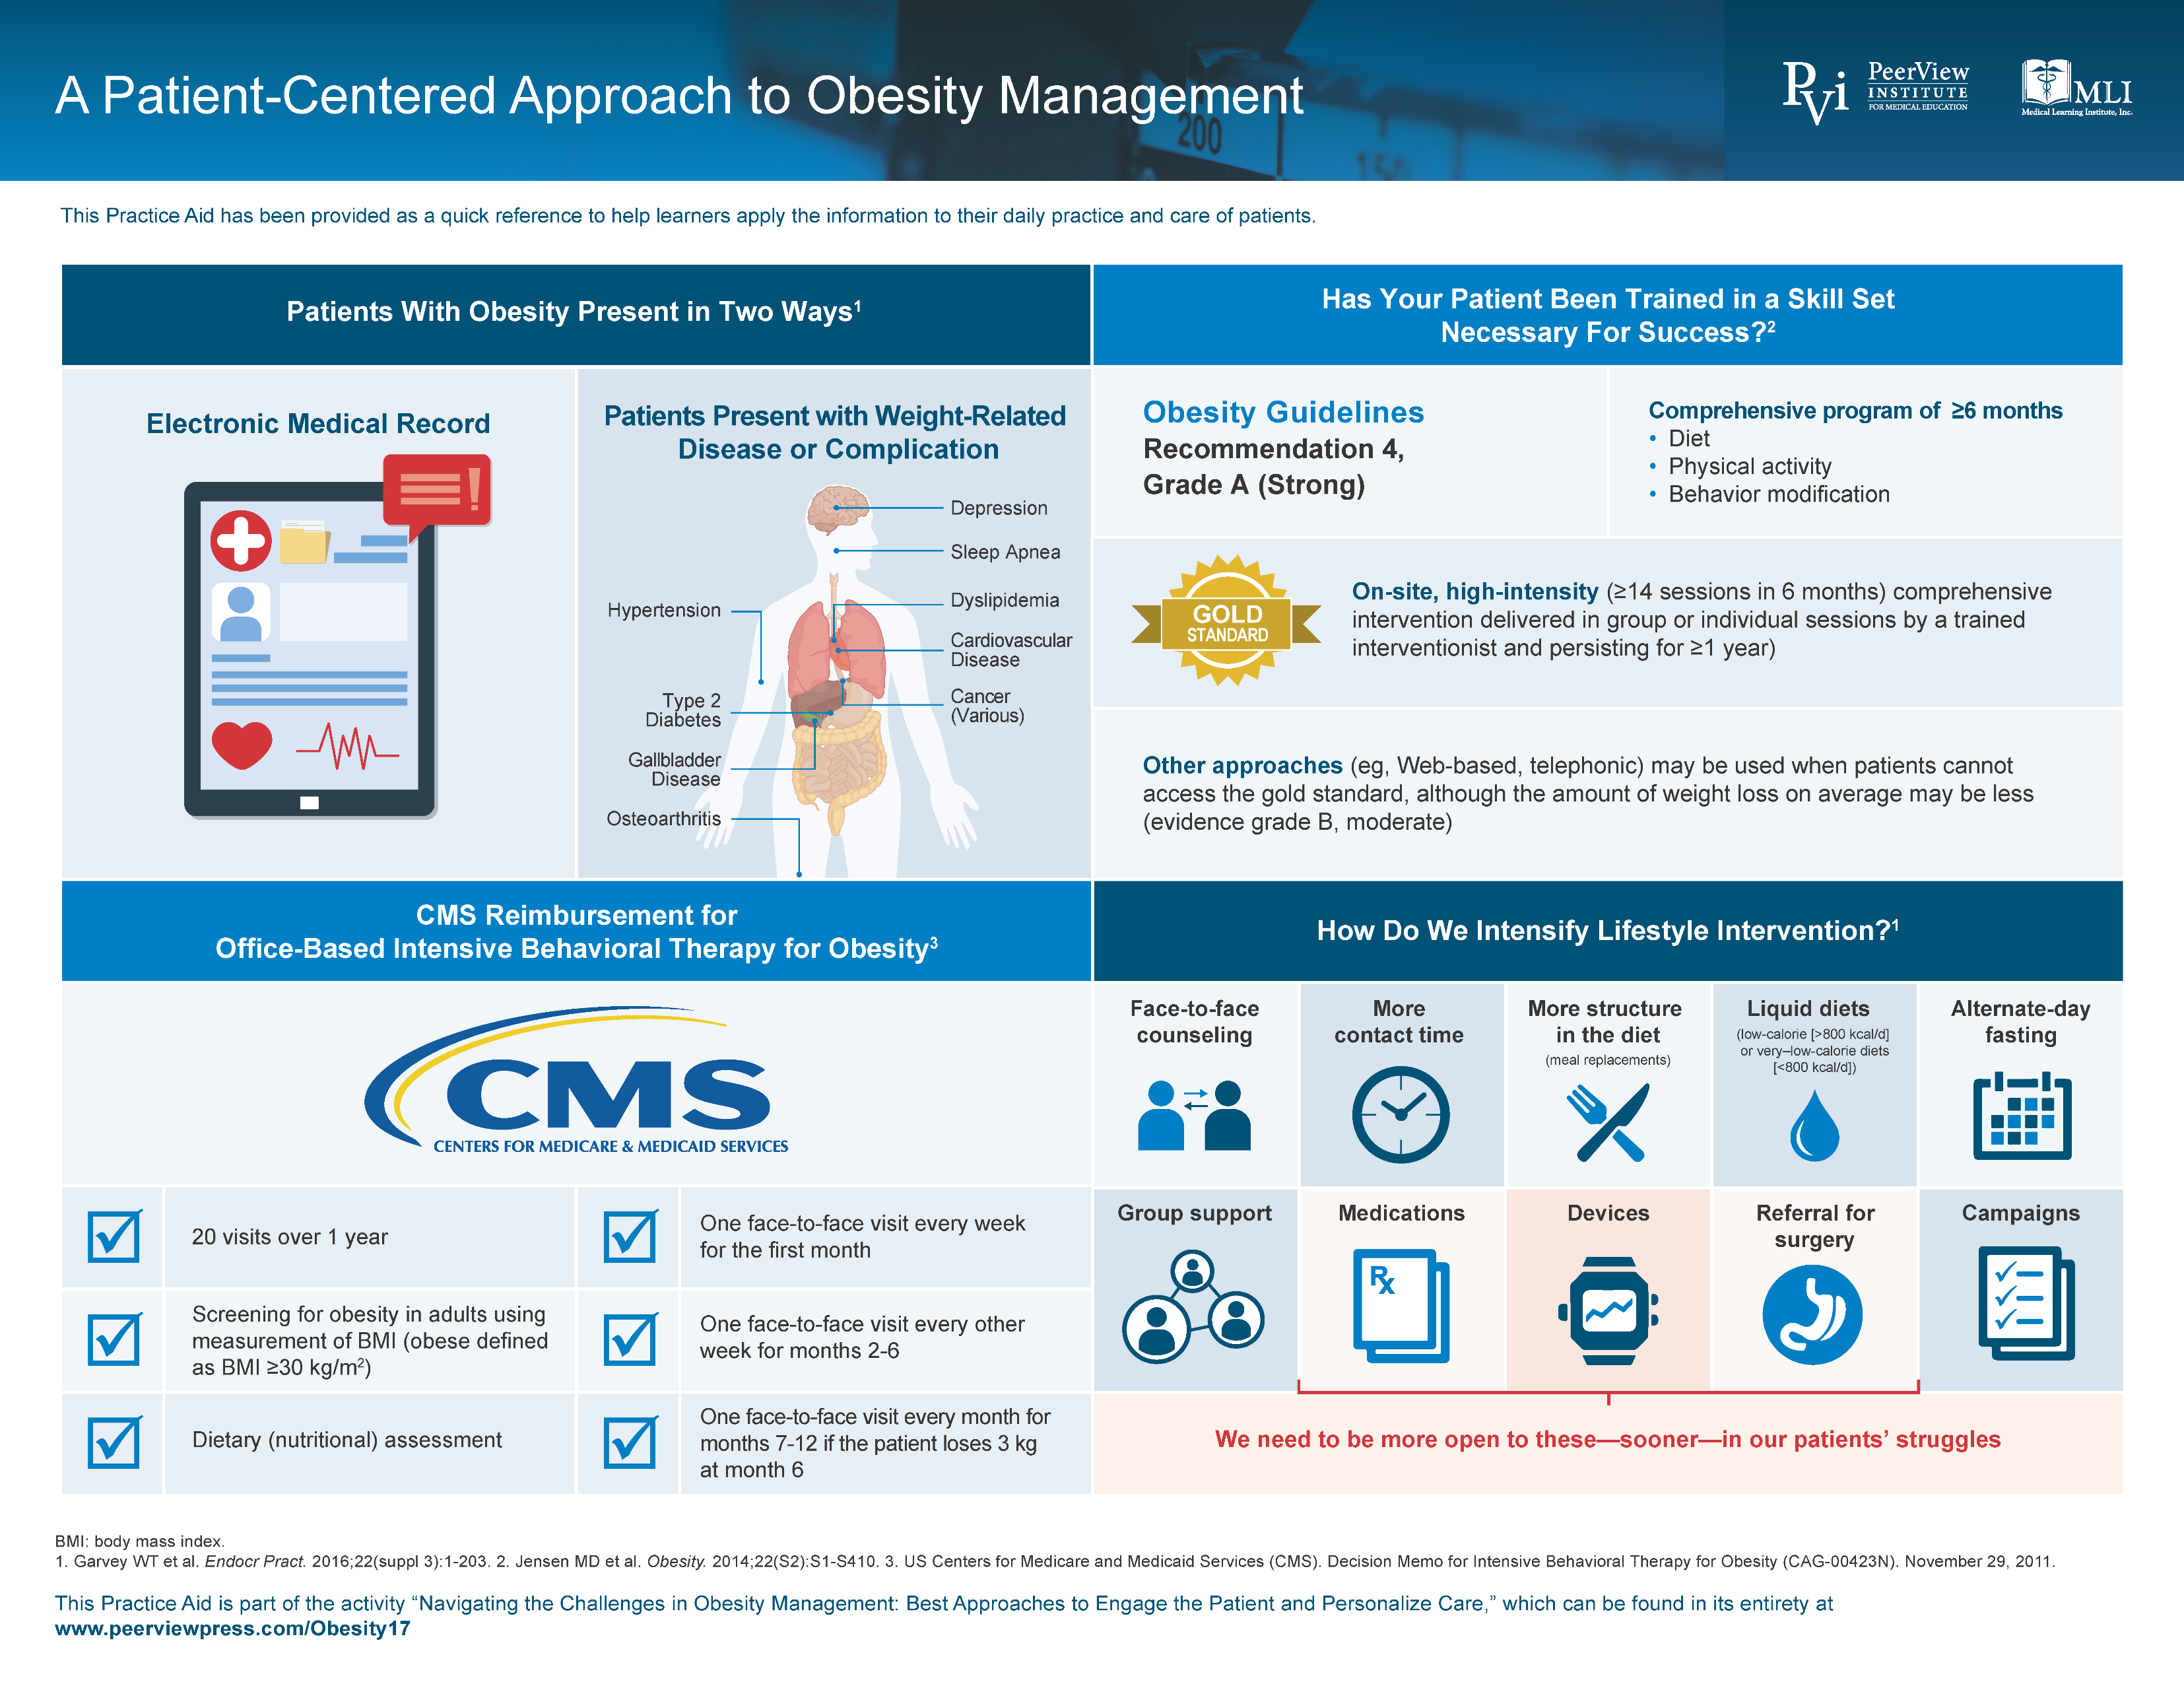 A Patient-Centered Approach to Obesity Management
200
150
PVi
PeerView
INSTITUTE
FOR MEDICAL EDUCATION
MLI
Medical Learning Institute, Inc.
This Practice Aid has been provided as a quick reference to help learners apply the information to their daily practice and care of patients.
Patients With Obesity Present in Two Ways1
Electronic Medical Record
!
Patients Present with Weight-Related
Disease or Complication
Depression
Sleep Apnea
Dyslipidemia
Cardiovascular
Disease
Cancer
(Various)
Hypertension
Type 2
Diabetes
Gallbladder
Disease
Osteoarthritis
Has Your Patient Been Trained in a Skill Set
Necessary For Success?2
Obesity Guidelines
Recommendation 4,
Grade A (Strong)
Comprehensive program of ≥6 months
• Diet
• Physical activity
• Behavior modification
GOLD
STANDARD
On-site, high-intensity (≥14 sessions in 6 months) comprehensive
intervention delivered in group or individual sessions by a trained
interventionist and persisting for ≥1 year)
Other approaches (eg, Web-based, telephonic) may be used when patients cannot
access the gold standard, although the amount of weight loss on average may be less
(evidence grade B, moderate)
CMS Reimbursement for
Office-Based Intensive Behavioral Therapy for Obesity3
CMS
CENTERS FOR MEDICARE & MEDICAID SERVICES
20 visits over 1 year
Screening for obesity in adults using
measurement of BMI (obese defined
as BMI ≥30 kg/m2)
Dietary (nutritional) assessment
One face-to-face visit every week
for the first month
One face-to-face visit every other
week for months 2-6
One face-to-face visit every month for
months 7-12 if the patient loses 3 kg
at month 6
How Do We Intensify Lifestyle Intervention?1
Face-to-face
counseling
More
contact time
More structure
in the diet
(meal replacements)
Liquid diets
(low-calorie [>800 kcal/d]
or very–low-calorie diets
[<800 kcal/d])
Alternate-day
fasting
Group support
Medications
Rx
Devices
Referral for
surgery
Campaigns
We need to be more open to these—sooner—in our patients’ struggles
BMI: body mass index.
1. Garvey WT et al. Endocr Pract. 2016;22(suppl 3):1-203. 2. Jensen MD et al. Obesity. 2014;22(S2):S1-S410. 3. US Centers for Medicare and Medicaid Services (CMS). Decision Memo for Intensive Behavioral Therapy for Obesity (CAG-00423N). November 29, 2011.
This Practice Aid is part of the activity “Navigating the Challenges in Obesity Management: Best Approaches to Engage the Patient and Personalize Care,” which can be found in its entirety at
www.peerviewpress.com/Obesity17